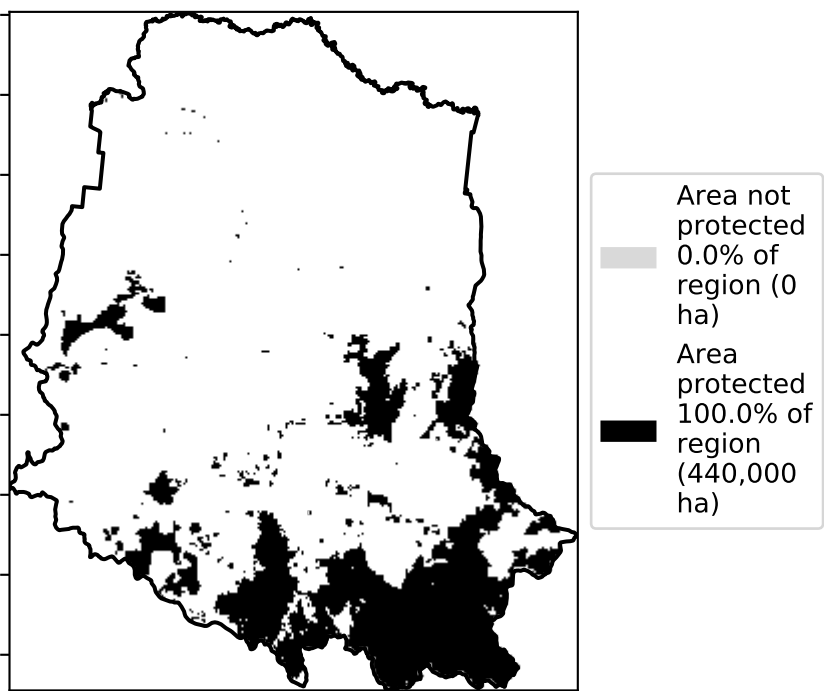 Area not
protected
0.0% of
region (0
ha)
Area
protected
100.0% of
region
(440,000
ha)